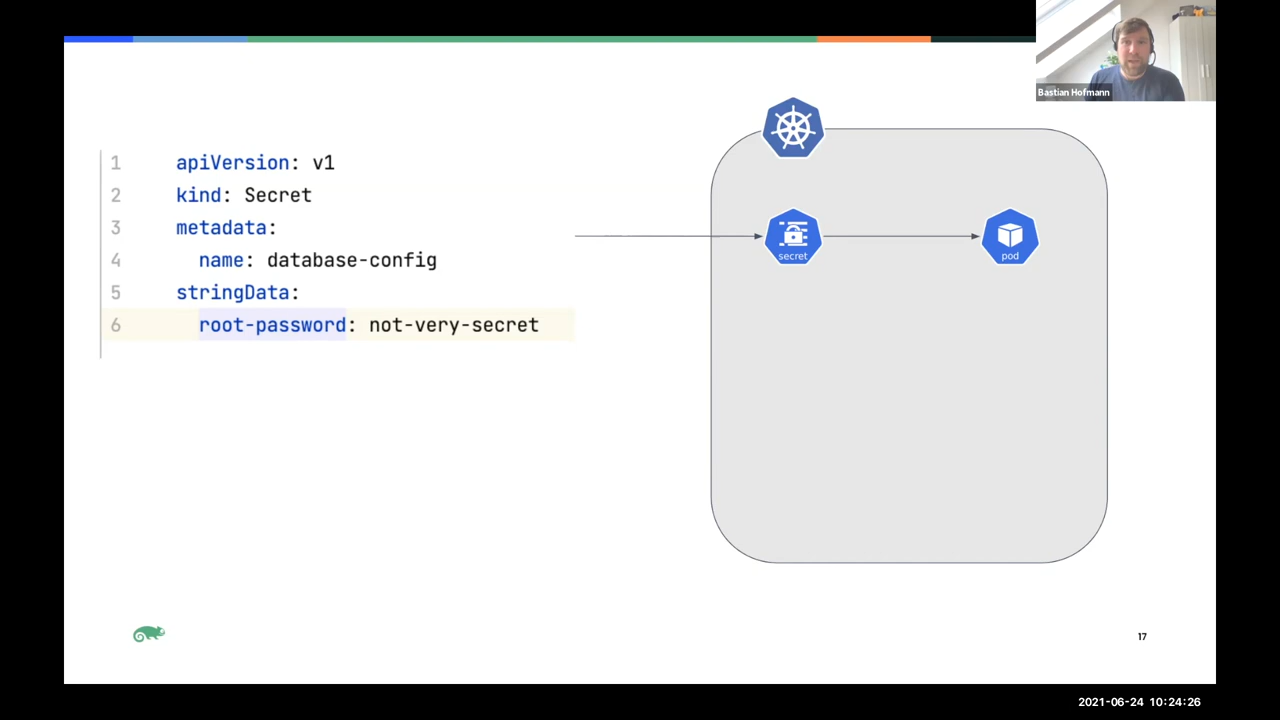 Bastian Hofmann
1 apiVersion: v1
2 kind: Secret
3 metadata:
4 name: database-config
5 stringData:
6 root-password: not-very-secret
secret
pod
17
2021-06-24 10:24:26